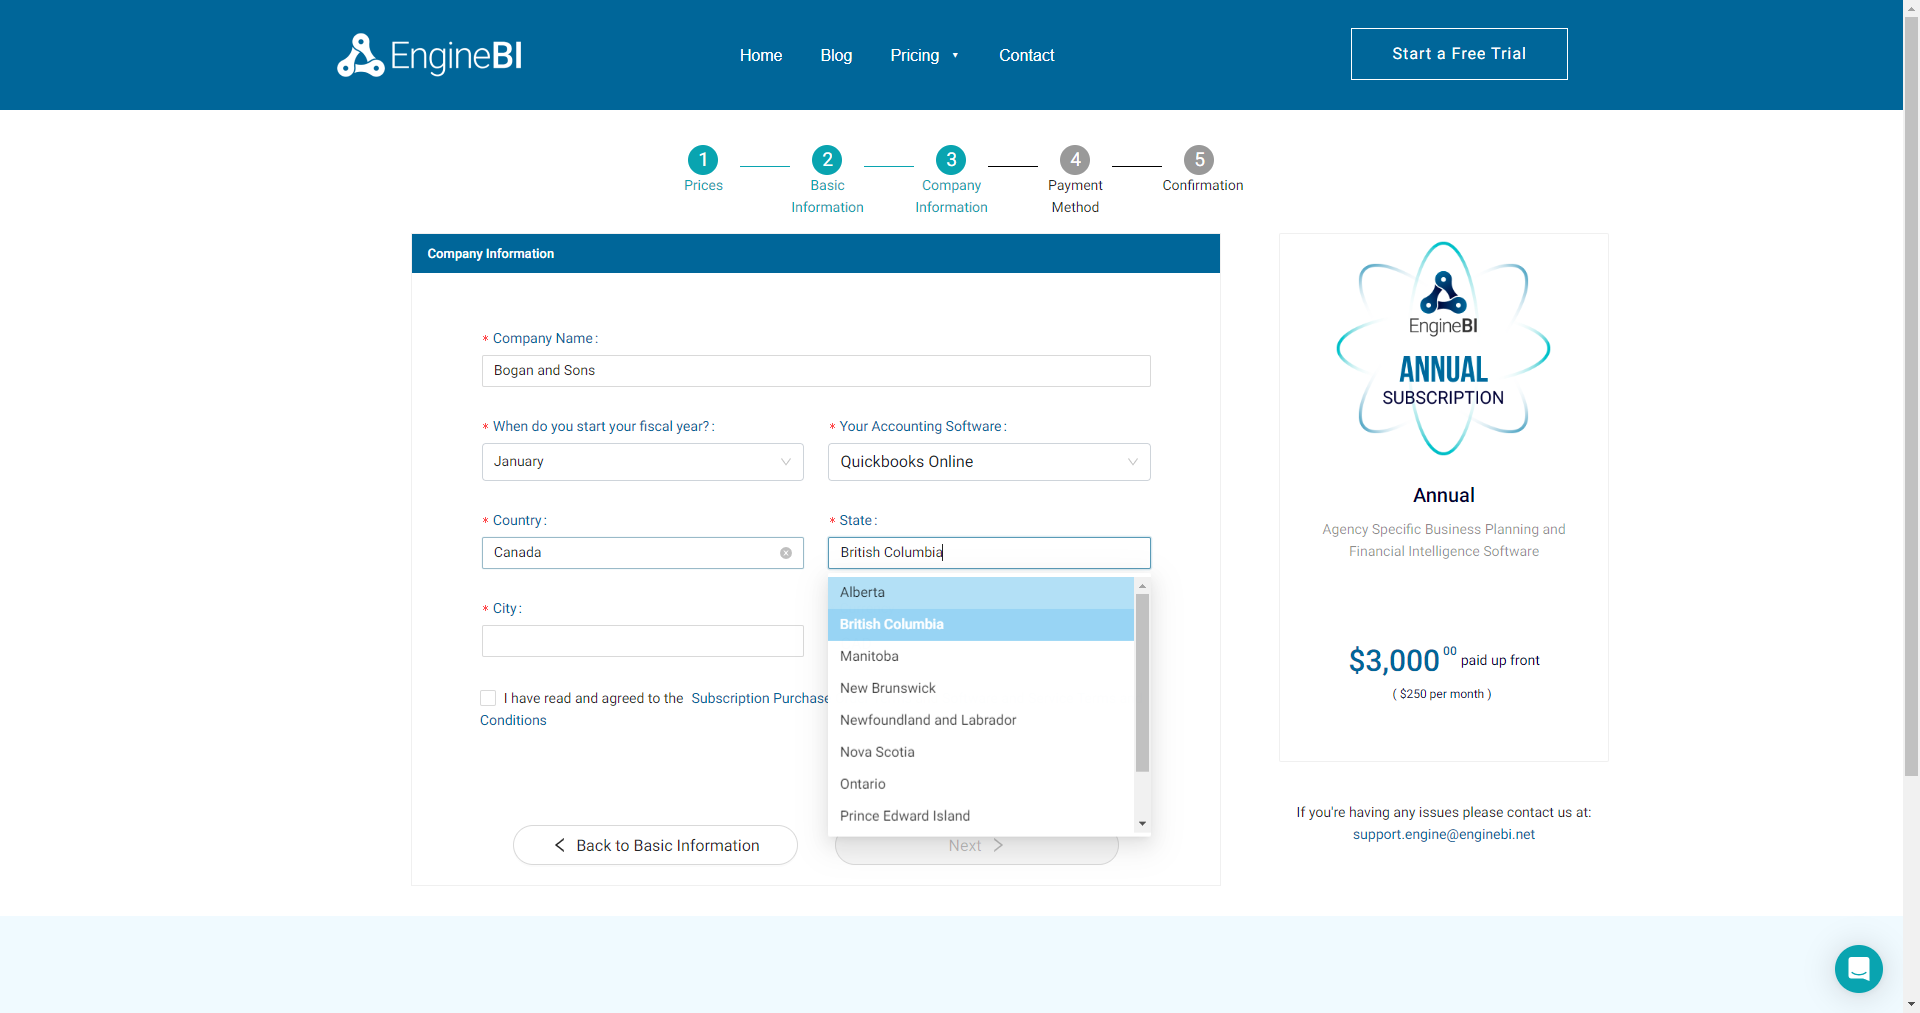 EngineBI
Home
Blog
Pricing
Contact
Start a Free Trial
1
Prices
2
Basic
Information
3
Company
Information
4
Payment
Method
5
Confirmation
Company Information
* Company Name :
Bogan and Sons
* When do you start your fiscal year? :
January
* Your Accounting Software :
Quickbooks Online
* Country :
Canada
* State :
British Columbia
Alberta
British Columbia
Manitoba
New Brunswick
Newfoundland and Labrador
Nova Scotia
Ontario
Prince Edward Island
* City :
I have read and agreed to the Subscription Purchase
Conditions
Back to Basic Information
Next
EngineBI
ANNUAL
SUBSCRIPTION
Annual
Agency Specific Business Planning and
Financial Intelligence Software
$3,000 00 paid up front
( $250 per month )
If you're having any issues please contact us at:
support.engine@enginebi.net